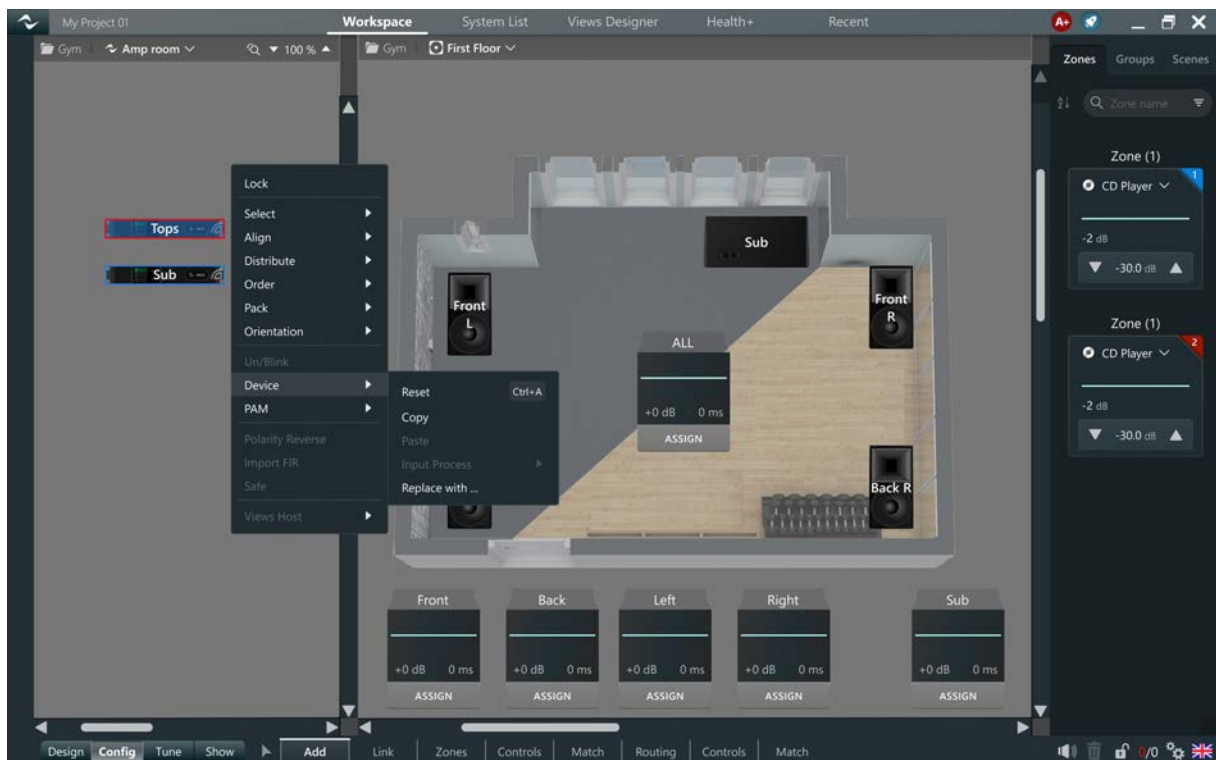 My Project 01 Workspace System List Views Designer Health+ Recent A+
Gym Amp room 100 % Gym First Floor
Zones Groups Scenes
Zone name
Tops
Sub
Lock
Select
Align
Distribute
Order
Pack
Orientation
Un/Blink
Device
PAM
Polarity Reverse
Import FIR
Safe
Views Host
Reset Ctrl+A
Copy
Paste
Input Process
Replace with ...
Sub
Front
L
Front
R
ALL
+0 dB 0 ms
ASSIGN
Back R
Front
+0 dB 0 ms
ASSIGN
Back
+0 dB 0 ms
ASSIGN
Left
+0 dB 0 ms
ASSIGN
Right
+0 dB 0 ms
ASSIGN
Sub
+0 dB 0 ms
ASSIGN
Zone (1)
1
CD Player
-2 dB
-30.0 dB
Zone (1)
2
CD Player
-2 dB
-30.0 dB
Design Config Tune Show Add Link Zones Controls Match Routing Controls Match 0/0